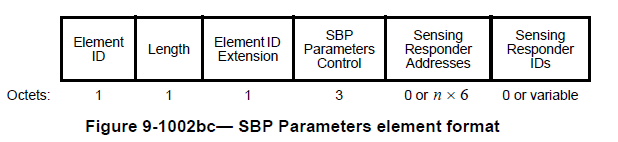 Element ID | Length | Element ID Extension | SBP Parameters Control | Sensing Responder Addresses | Sensing Responder IDs
Octets: 1 1 1 3 0 or n × 6 0 or variable
Figure 9-1002bc— SBP Parameters element format